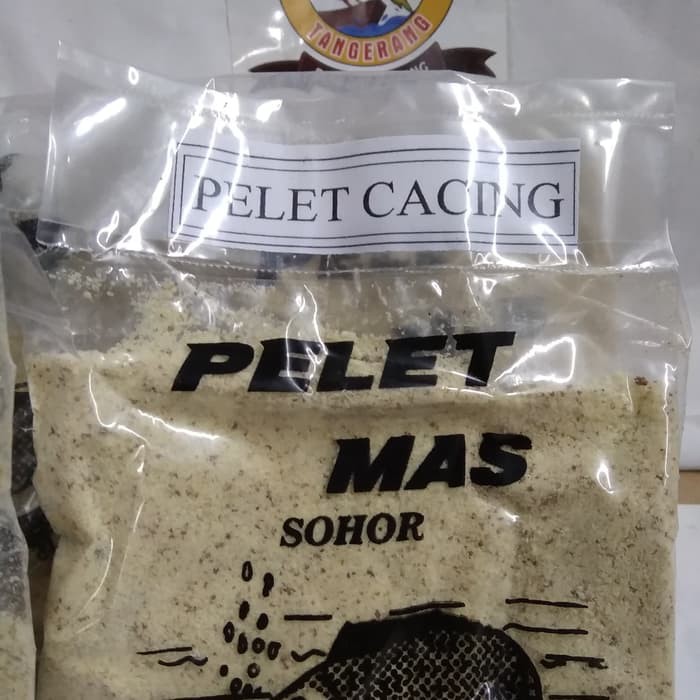 TANGERANG
PELET CACING
PELET
MAS
SOHOR